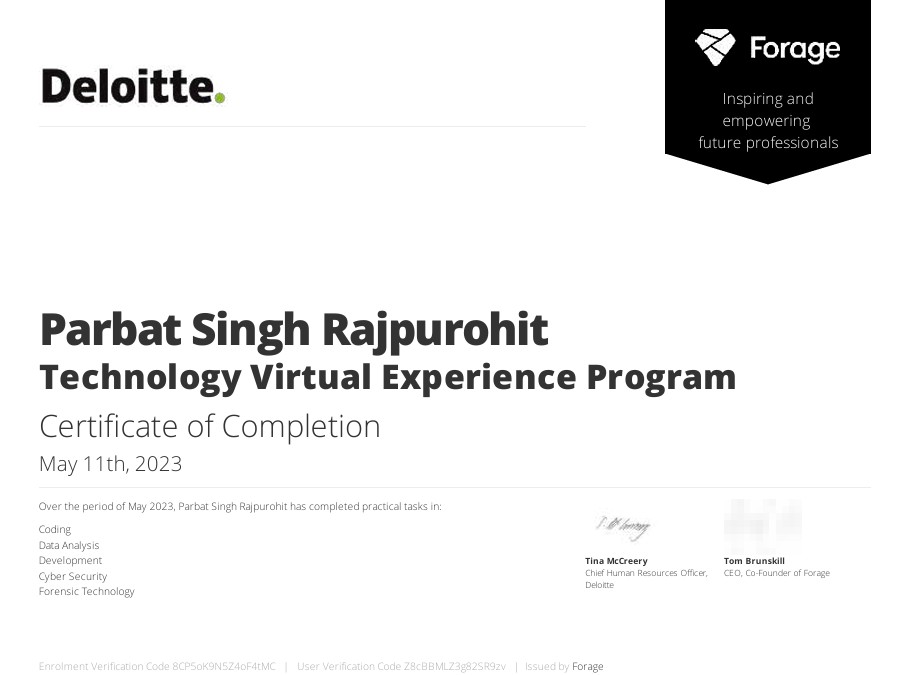 Deloitte.
Forage
Inspiring and
empowering
future professionals
Parbat Singh Rajpurohit
Technology Virtual Experience Program
Certificate of Completion
May 11th, 2023
Over the period of May 2023, Parbat Singh Rajpurohit has completed practical tasks in:
Coding
Data Analysis
Development
Cyber Security
Forensic Technology
Tina McCreery
Chief Human Resources Officer,
Deloitte
Tom Brunskill
CEO, Co-Founder of Forage
Enrolment Verification Code 8CP5oK9N5Z4oF4tMC | User Verification Code Z8cBBMLZ3g82SR9zv | Issued by Forage